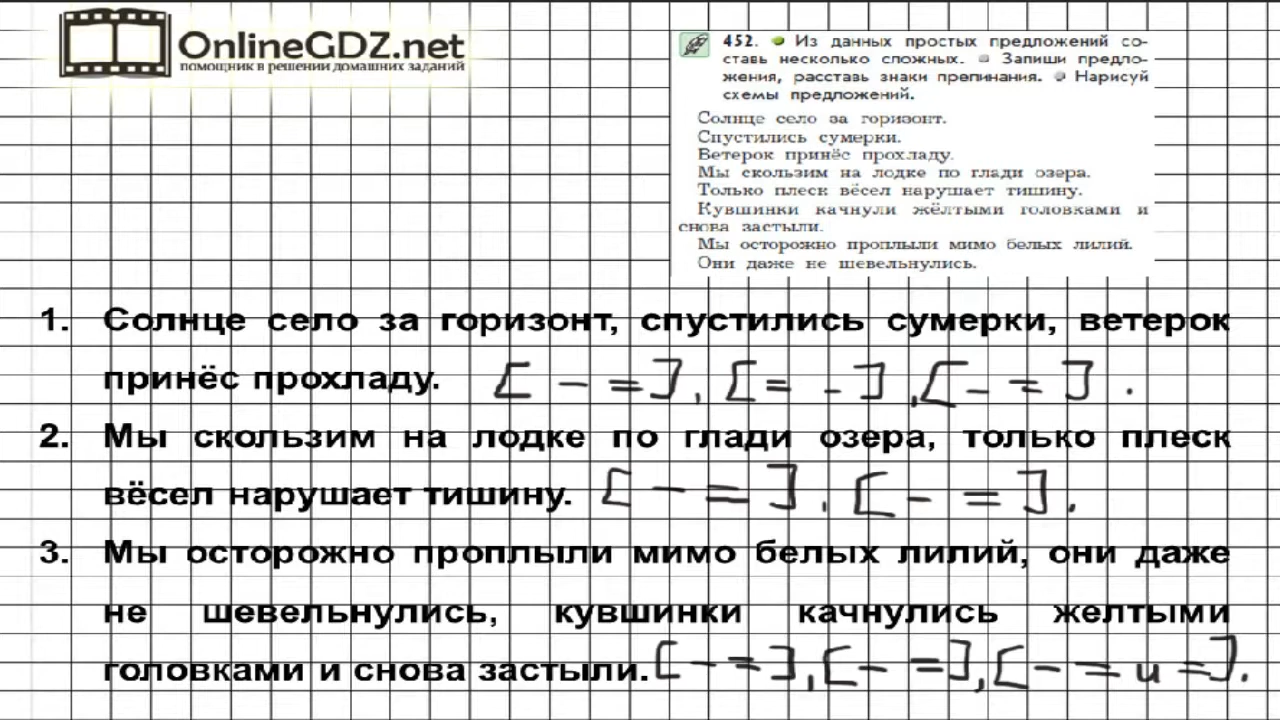 OnlineGDZ.net
помощник в решении домашних заданий
452. Из данных простых предложений со-
ставь несколько сложных. Запиши предло-
жения, расставь знаки препинания. Нарисуй
схемы предложений.
Солнце село за горизонт.
Спустились сумерки.
Ветерок принёс прохладу.
Мы скользим на лодке по глади озера.
Только плеск вёсел нарушает тишину.
Кувшинки качнули жёлтыми головками и
снова застыли.
Мы осторожно проплыли мимо белых лилий.
Они даже не шевельнулись.
1. Солнце село за горизонт, спустились сумерки, ветерок
принёс прохладу. [ – = ], [ = – ], [ – = ].
2. Мы скользим на лодке по глади озера, только плеск
вёсел нарушает тишину. [ – = ], [ – = ].
3. Мы осторожно проплыли мимо белых лилий, они даже
не шевельнулись, кувшинки качнулись желтыми
головками и снова застыли. [ – = ], [ – = ], [ – = и = ].